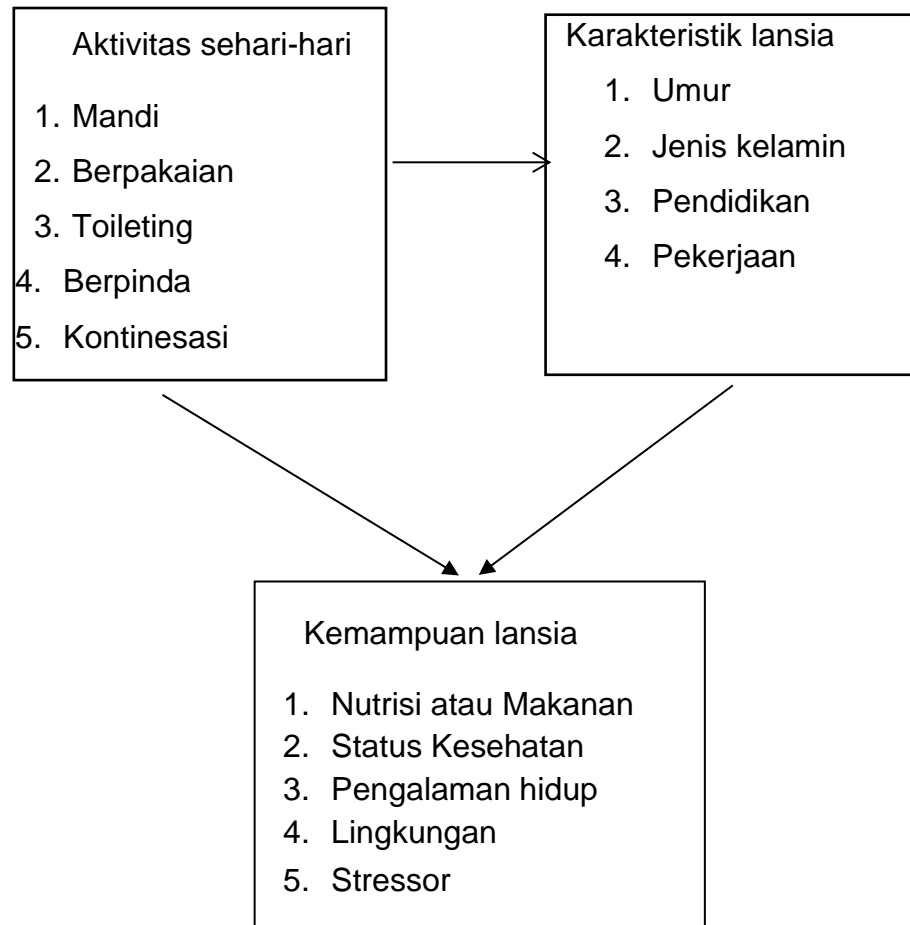 Aktivitas sehari-hari
1. Mandi
2. Berpakaian
3. Toileting
4. Berpinda
5. Kontinesasi
Karakteristik lansia
1. Umur
2. Jenis kelamin
3. Pendidikan
4. Pekerjaan
Kemampuan lansia
1. Nutrisi atau Makanan
2. Status Kesehatan
3. Pengalaman hidup
4. Lingkungan
5. Stressor